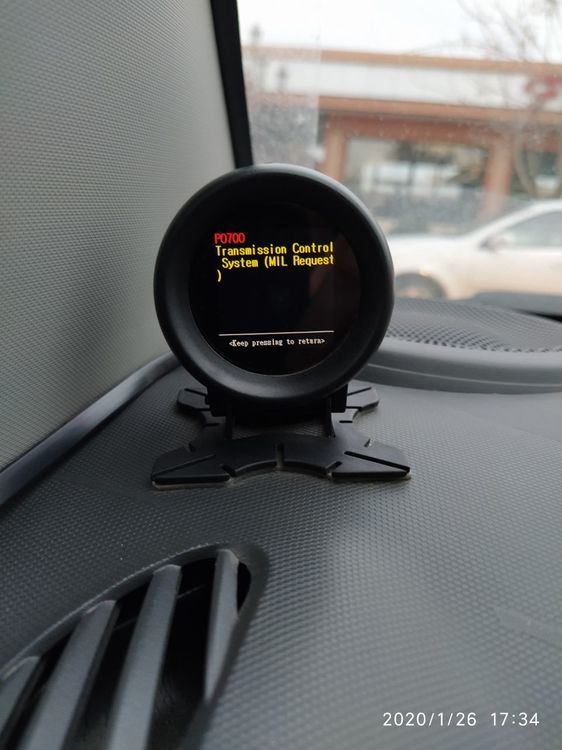 P0700
Transmission Control
System (MIL Request
)
<Keep pressing to return>
2020/1/26 17:34